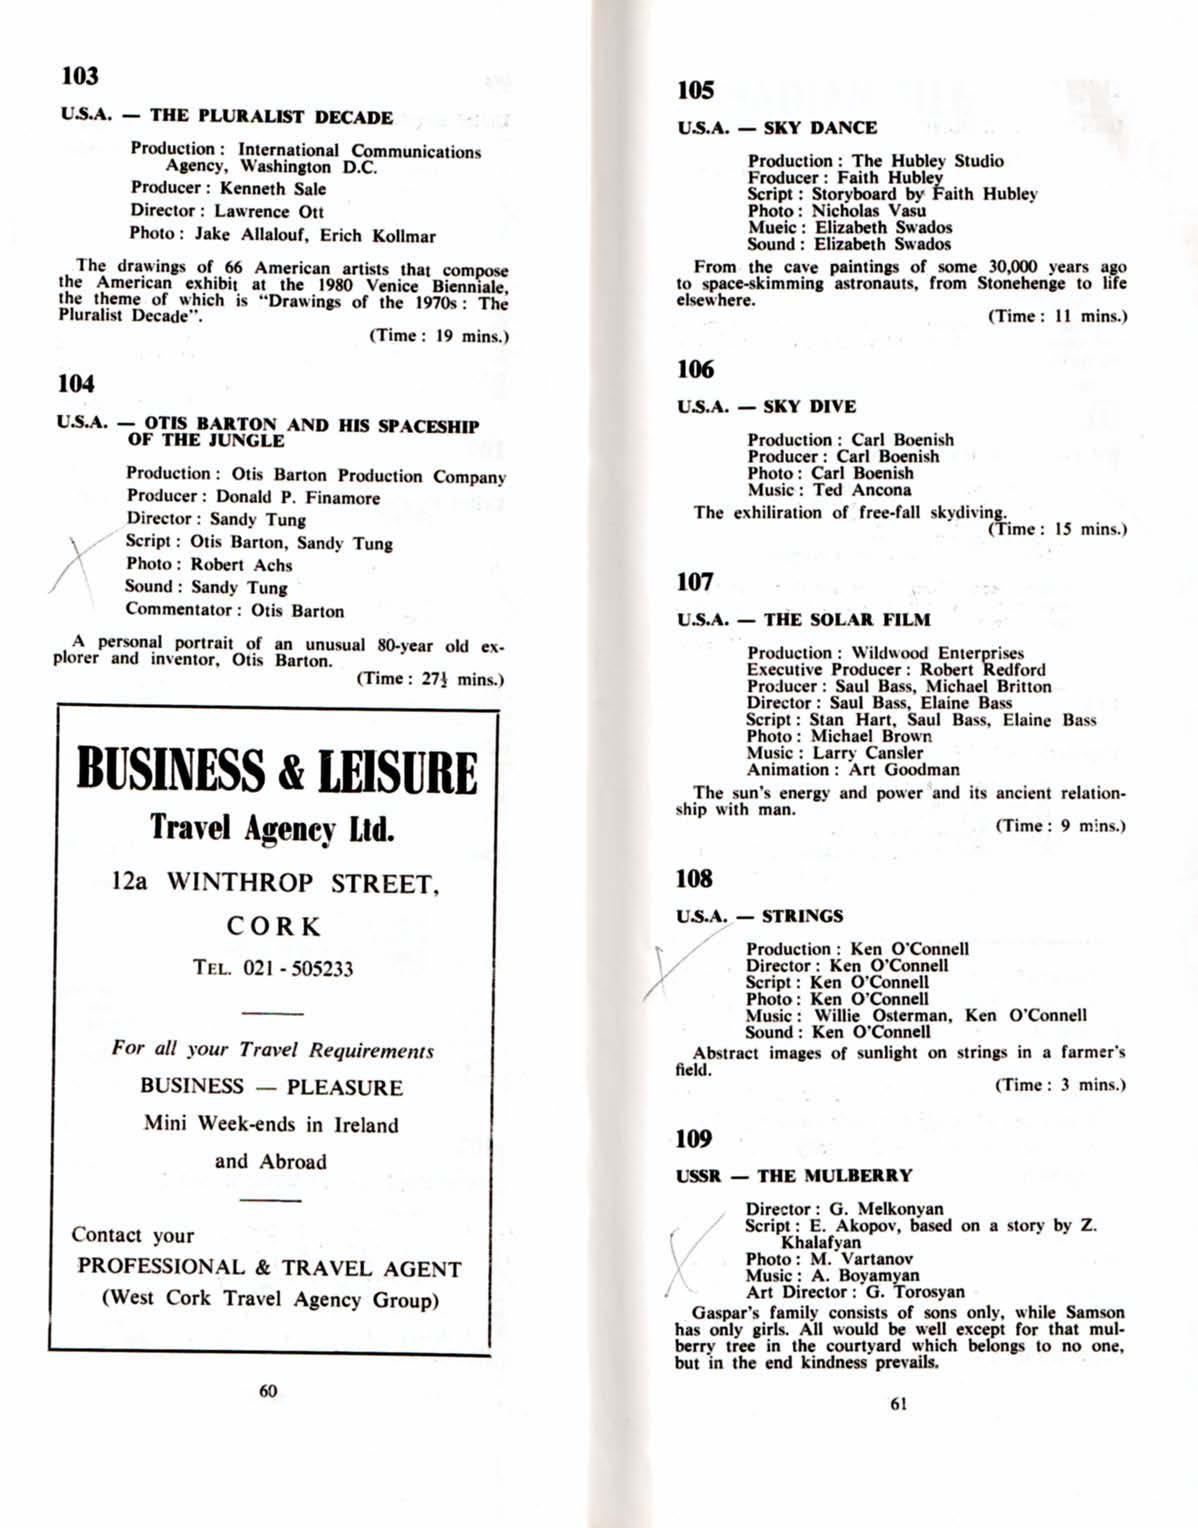 103
U.S.A. — THE PLURALIST DECADE
Production : International Communications
Agency, Washington D.C.
Producer : Kenneth Sale
Director : Lawrence Ott
Photo : Jake Allalouf, Erich Kollmar
The drawings of 66 American artists that compose
the American exhibit at the 1980 Venice Bienniale,
the theme of which is “Drawings of the 1970s : The
Pluralist Decade”.
(Time : 19 mins.)
104
U.S.A. — OTIS BARTON AND HIS SPACESHIP
OF THE JUNGLE
Production : Otis Barton Production Company
Producer : Donald P. Finamore
Director : Sandy Tung
Script : Otis Barton, Sandy Tung
Photo : Robert Achs
Sound : Sandy Tung
Commentator : Otis Barton
A personal portrait of an unusual 80-year old ex-
plorer and inventor, Otis Barton.
(Time : 27½ mins.)
BUSINESS & LEISURE
Travel Agency Ltd.
12a WINTHROP STREET,
CORK
TEL. 021 - 505233
For all your Travel Requirements
BUSINESS — PLEASURE
Mini Week-ends in Ireland
and Abroad
Contact your
PROFESSIONAL & TRAVEL AGENT
(West Cork Travel Agency Group)
60
105
U.S.A. — SKY DANCE
Production : The Hubley Studio
Froducer : Faith Hubley
Script : Storyboard by Faith Hubley
Photo : Nicholas Vasu
Mueic : Elizabeth Swados
Sound : Elizabeth Swados
From the cave paintings of some 30,000 years ago
to space-skimming astronauts, from Stonehenge to life
elsewhere.
(Time : 11 mins.)
106
U.S.A. — SKY DIVE
Production : Carl Boenish
Producer : Carl Boenish
Photo : Carl Boenish
Music : Ted Ancona
The exhiliration of free-fall skydiving.
(Time : 15 mins.)
107
U.S.A. — THE SOLAR FILM
Production : Wildwood Enterprises
Executive Producer : Robert Redford
Producer : Saul Bass, Michael Britton
Director : Saul Bass, Elaine Bass
Script : Stan Hart, Saul Bass, Elaine Bass
Photo : Michael Brown
Music : Larry Cansler
Animation : Art Goodman
The sun's energy and power and its ancient relation-
ship with man.
(Time : 9 mins.)
108
U.S.A. — STRINGS
Production : Ken O'Connell
Director : Ken O'Connell
Script : Ken O'Connell
Photo : Ken O'Connell
Music : Willie Osterman, Ken O'Connell
Sound : Ken O'Connell
Abstract images of sunlight on strings in a farmer's
field.
(Time : 3 mins.)
109
USSR — THE MULBERRY
Director : G. Melkonyan
Script : E. Akopov, based on a story by Z.
Khalafyan
Photo : M. Vartanov
Music : A. Boyamyan
Art Director : G. Torosyan
Gaspar's family consists of sons only, while Samson
has only girls. All would be well except for that mul-
berry tree in the courtyard which belongs to no one,
but in the end kindness prevails.
61